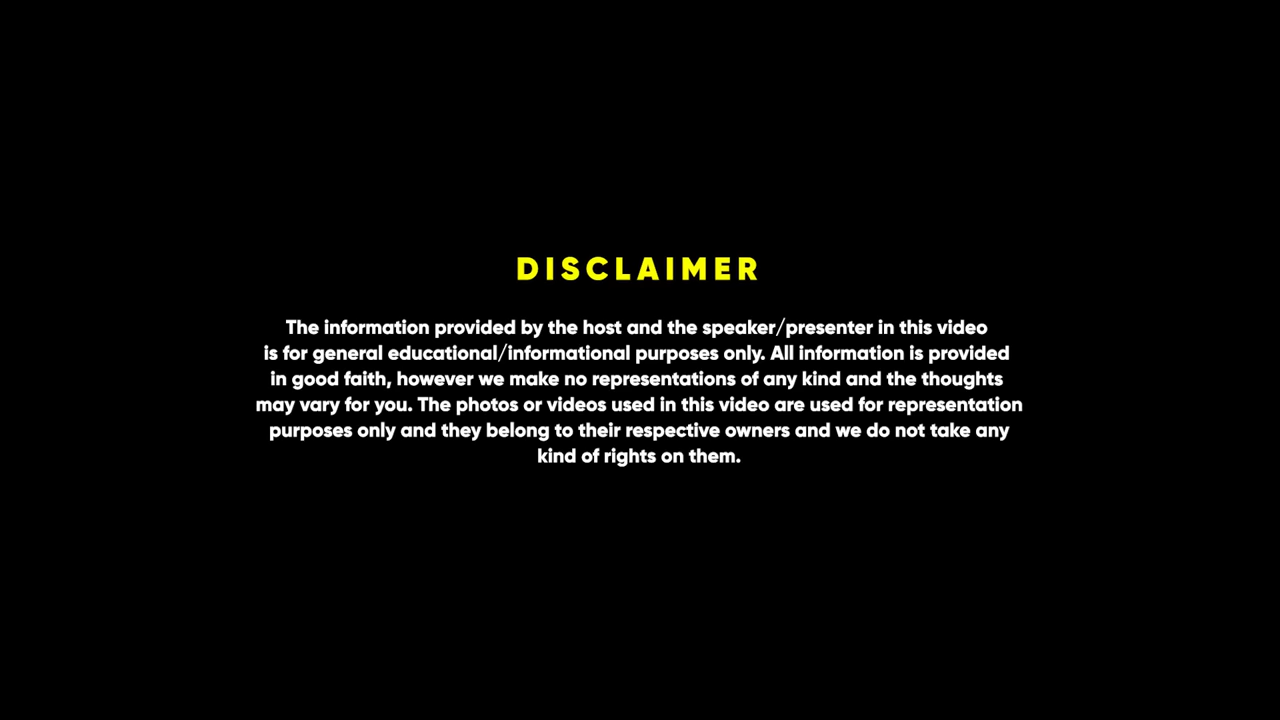 DISCLAIMER
The information provided by the host and the speaker/presenter in this video
is for general educational/informational purposes only. All information is provided
in good faith, however we make no representations of any kind and the thoughts
may vary for you. The photos or videos used in this video are used for representation
purposes only and they belong to their respective owners and we do not take any
kind of rights on them.